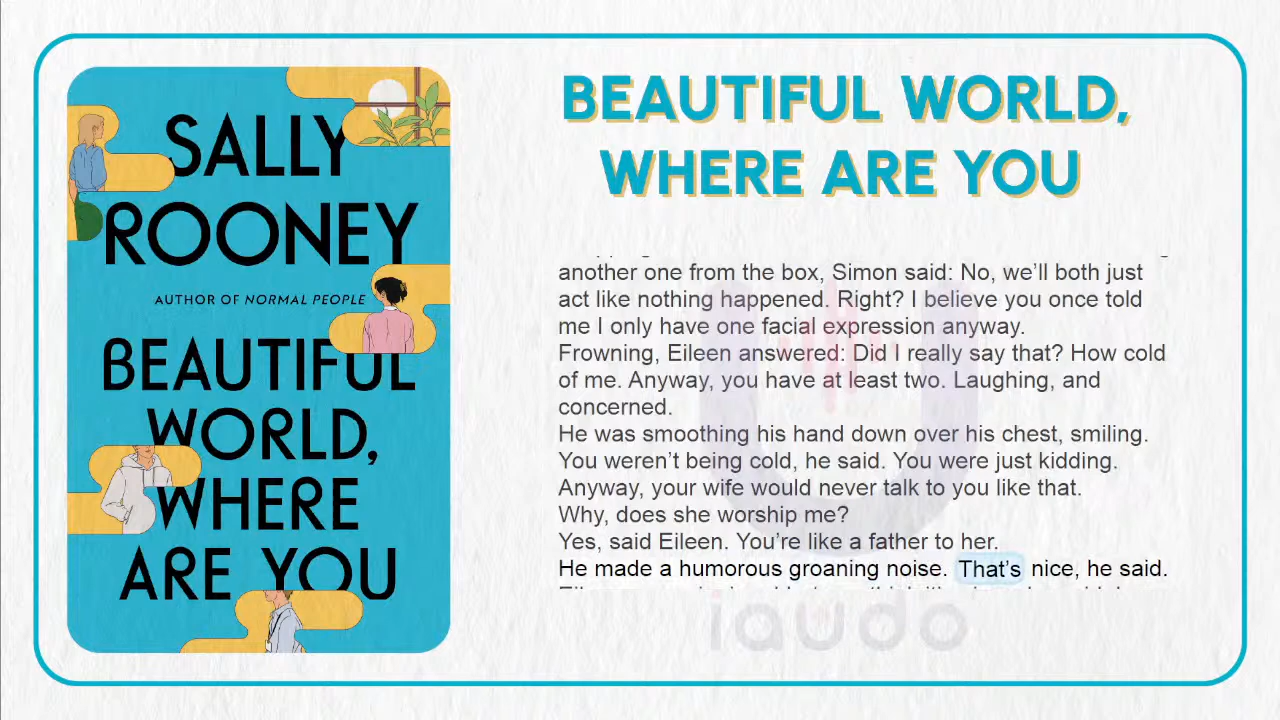 SALLY
ROONEY
AUTHOR OF NORMAL PEOPLE
BEAUTIFUL
WORLD,
WHERE
ARE YOU
BEAUTIFUL WORLD,
WHERE ARE YOU
another one from the box, Simon said: No, we'll both just
act like nothing happened. Right? I believe you once told
me I only have one facial expression anyway.
Frowning, Eileen answered: Did I really say that? How cold
of me. Anyway, you have at least two. Laughing, and
concerned.
He was smoothing his hand down over his chest, smiling.
You weren't being cold, he said. You were just kidding.
Anyway, your wife would never talk to you like that.
Why, does she worship me?
Yes, said Eileen. You're like a father to her.
He made a humorous groaning noise. That's nice, he said.
iaudo